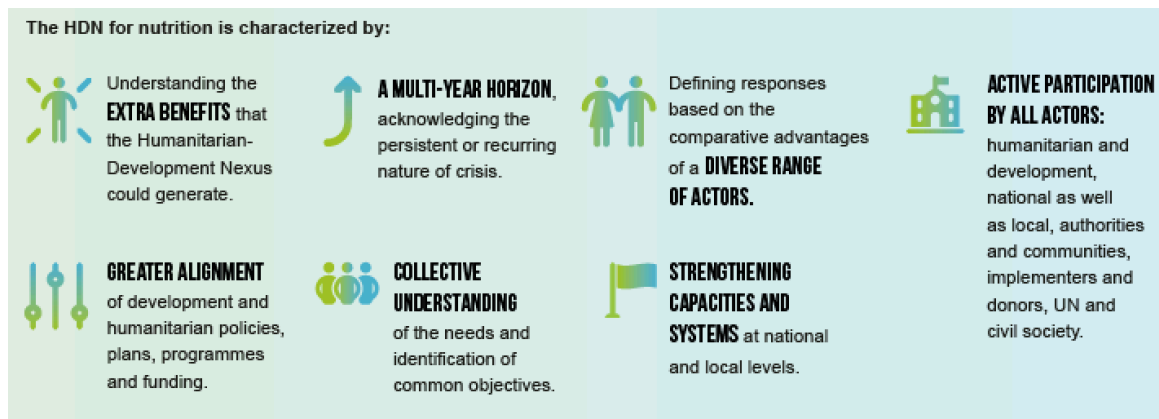 The HDN for nutrition is characterized by:
Understanding the
EXTRA BENEFITS that
the Humanitarian-
Development Nexus
could generate.
A MULTI-YEAR HORIZON,
acknowledging the
persistent or recurring
nature of crisis.
Defining responses
based on the
comparative advantages
of a DIVERSE RANGE
OF ACTORS.
ACTIVE PARTICIPATION
BY ALL ACTORS:
humanitarian and
development,
national as well
as local, authorities
and communities,
implementers and
donors, UN and
civil society.
GREATER ALIGNMENT
of development and
humanitarian policies,
plans, programmes
and funding.
COLLECTIVE
UNDERSTANDING
of the needs and
identification of
common objectives.
STRENGTHENING
CAPACITIES AND
SYSTEMS at national
and local levels.